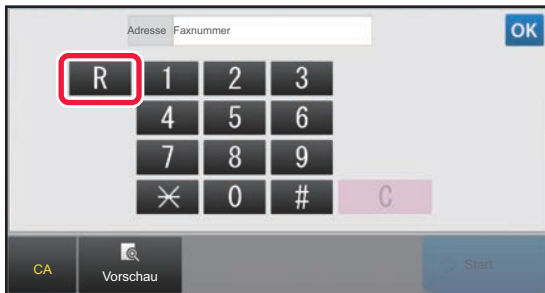 Adresse Faxnummer OK
R 1 2 3
4 5 6
7 8 9
* 0 # C
CA Vorschau Start